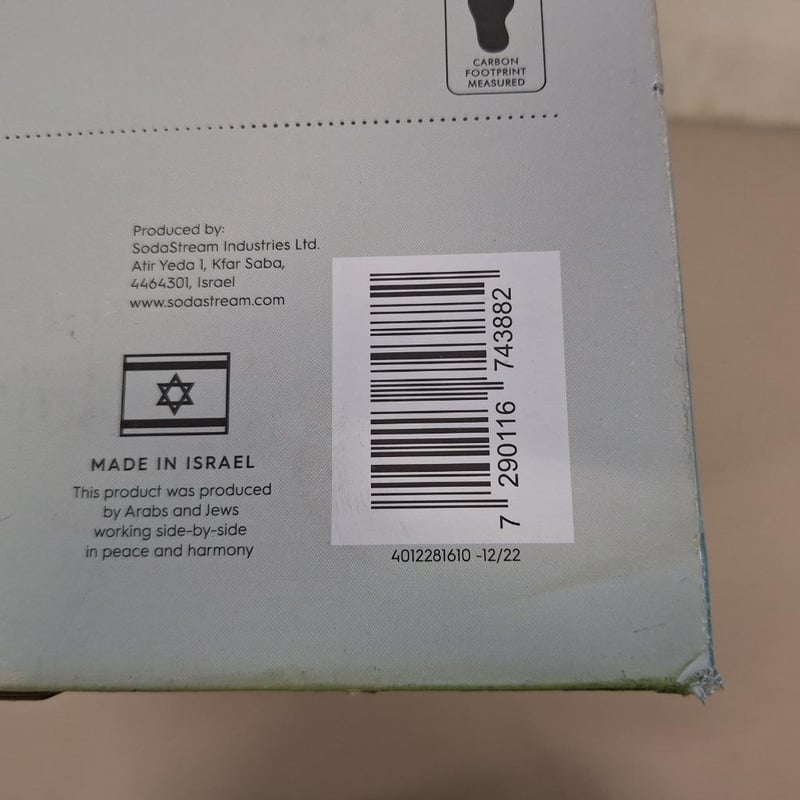 CARBON
FOOTPRINT
MEASURED
Produced by:
SodaStream Industries Ltd.
Atir Yeda 1, Kfar Saba,
4464301, Israel
www.sodastream.com
MADE IN ISRAEL
This product was produced
by Arabs and Jews
working side-by-side
in peace and harmony
7 290116 743882
4012281610 -12/22